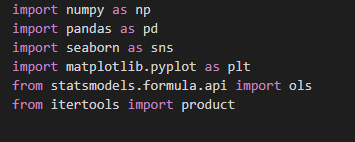 import numpy as np
import pandas as pd
import seaborn as sns
import matplotlib.pyplot as plt
from statsmodels.formula.api import ols
from itertools import product